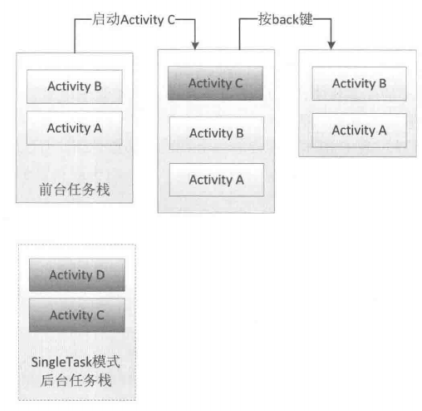 启动Activity C
按back键
Activity B
Activity A
前台任务栈
Activity C
Activity B
Activity A
Activity B
Activity A
Activity D
Activity C
SingleTask模式
后台任务栈